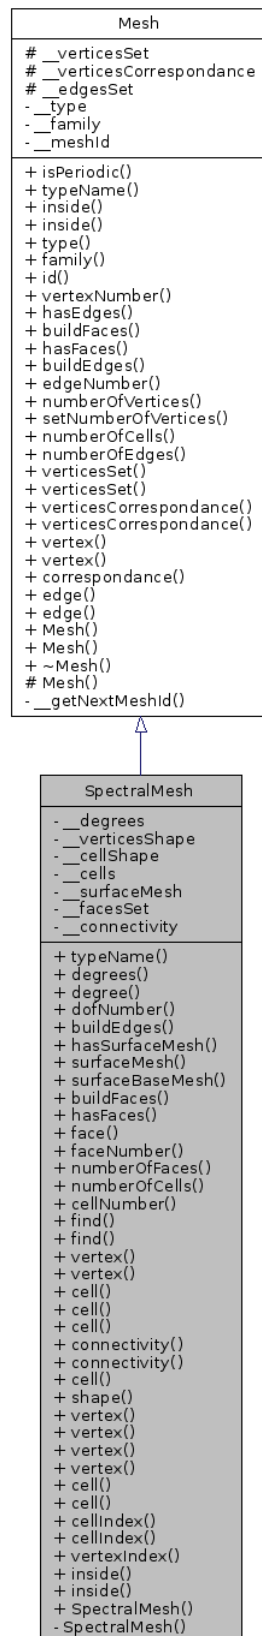 Mesh
# __verticesSet
# __verticesCorrespondance
# __edgesSet
- __type
- __family
- __meshId
+ isPeriodic()
+ typeName()
+ inside()
+ inside()
+ type()
+ family()
+ id()
+ vertexNumber()
+ hasEdges()
+ buildFaces()
+ hasFaces()
+ buildEdges()
+ edgeNumber()
+ numberOfVertices()
+ setNumberOfVertices()
+ numberOfCells()
+ numberOfEdges()
+ verticesSet()
+ verticesSet()
+ verticesCorrespondance()
+ verticesCorrespondance()
+ vertex()
+ vertex()
+ correspondance()
+ edge()
+ edge()
+ Mesh()
+ Mesh()
+ ~Mesh()
# Mesh()
- __getNextMeshId()
SpectralMesh
- __degrees
- __verticesShape
- __cellShape
- __cells
- __surfaceMesh
- __facesSet
- __connectivity
+ typeName()
+ degrees()
+ degree()
+ dofNumber()
+ buildEdges()
+ hasSurfaceMesh()
+ surfaceMesh()
+ surfaceBaseMesh()
+ buildFaces()
+ hasFaces()
+ face()
+ faceNumber()
+ numberOfFaces()
+ numberOfCells()
+ cellNumber()
+ find()
+ find()
+ vertex()
+ vertex()
+ cell()
+ cell()
+ cell()
+ connectivity()
+ connectivity()
+ cell()
+ shape()
+ vertex()
+ vertex()
+ vertex()
+ vertex()
+ cell()
+ cell()
+ cellIndex()
+ cellIndex()
+ vertexIndex()
+ inside()
+ inside()
+ SpectralMesh()
- SpectralMesh()